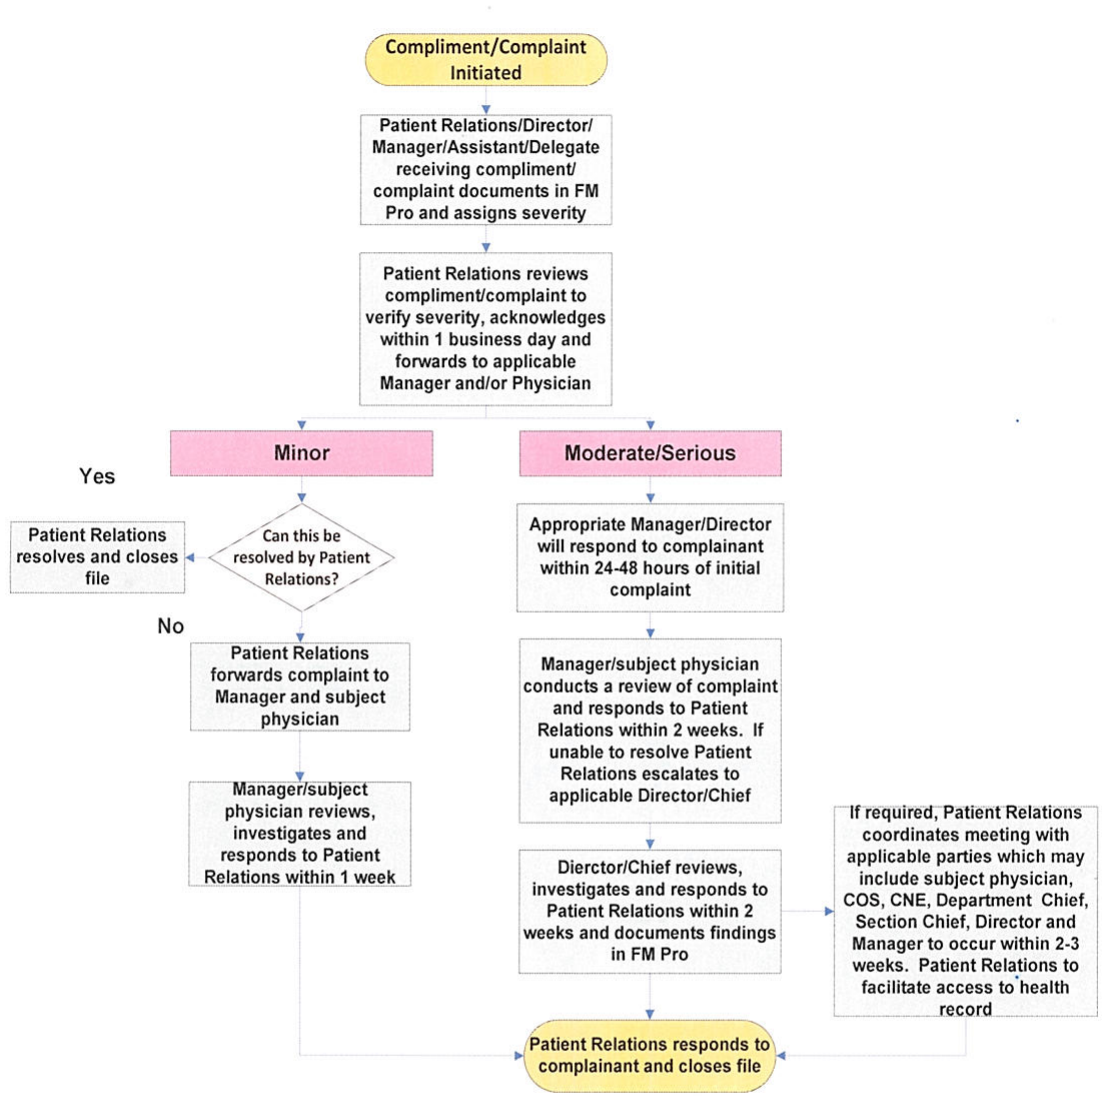 Compliment/Complaint
Initiated
Patient Relations/Director/
Manager/Assistant/Delegate
receiving compliment/
complaint documents in FM
Pro and assigns severity
Patient Relations reviews
compliment/complaint to
verify severity, acknowledges
within 1 business day and
forwards to applicable
Manager and/or Physician
Minor
Yes
Can this be
resolved by Patient
Relations?
Patient Relations
resolves and closes
file
No
Patient Relations
forwards complaint to
Manager and subject
physician
Manager/subject
physician reviews,
investigates and
responds to Patient
Relations within 1 week
Moderate/Serious
Appropriate Manager/Director
will respond to complainant
within 24-48 hours of initial
complaint
Manager/subject physician
conducts a review of complaint
and responds to Patient
Relations within 2 weeks. If
unable to resolve Patient
Relations escalates to
applicable Director/Chief
Dierctor/Chief reviews,
investigates and responds to
Patient Relations within 2
weeks and documents findings
in FM Pro
If required, Patient Relations
coordinates meeting with
applicable parties which may
include subject physician,
COS, CNE, Department Chief,
Section Chief, Director and
Manager to occur within 2-3
weeks. Patient Relations to
facilitate access to health
record
Patient Relations responds to
complainant and closes file